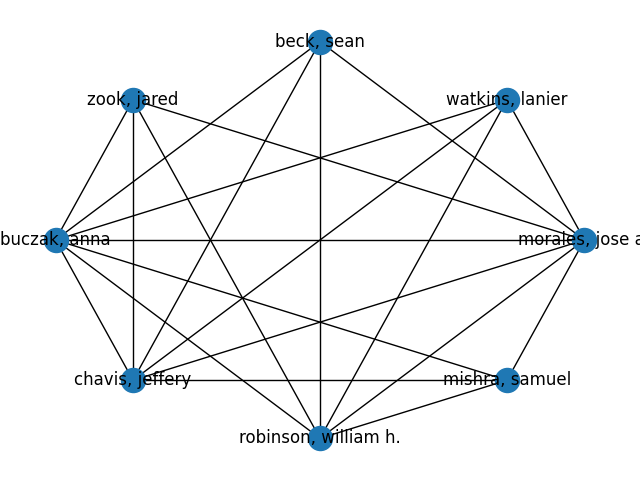 beck, sean
zook, jared
watkins, lanier
buczak, anna
morales, jose a
chavis, jeffery
mishra, samuel
robinson, william h.